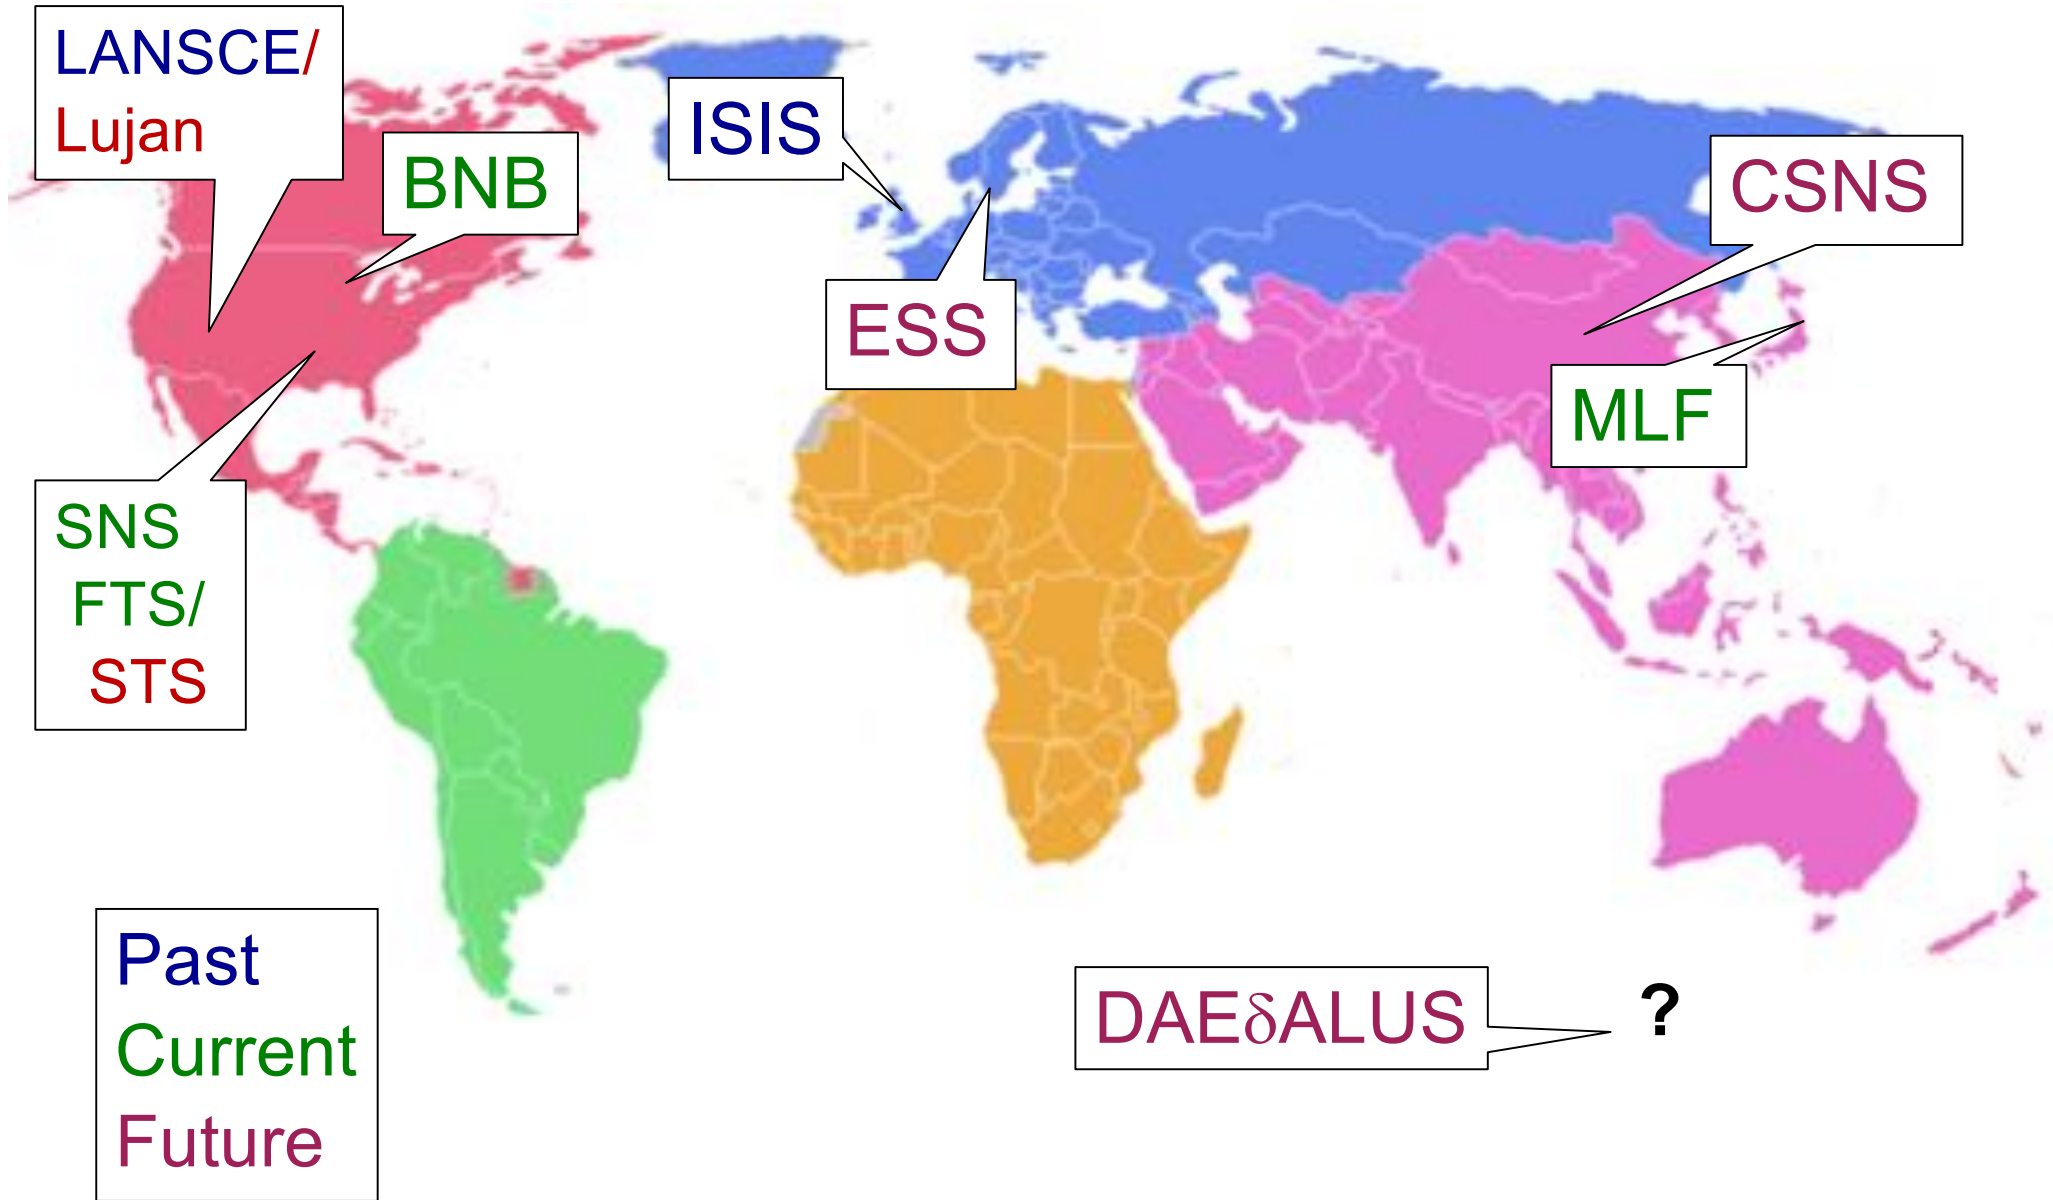 LANSCE/
Lujan
BNB
ISIS
CSNS
ESS
MLF
SNS
FTS/
STS
Past
Current
Future
DAEδALUS
?